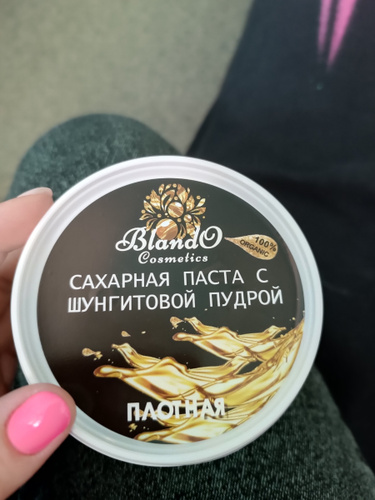 BlandO
Cosmetics
100%
ORGANIC
САХАРНАЯ ПАСТА С
ШУНГИТОВОЙ ПУДРОЙ
ПЛОТНАЯ